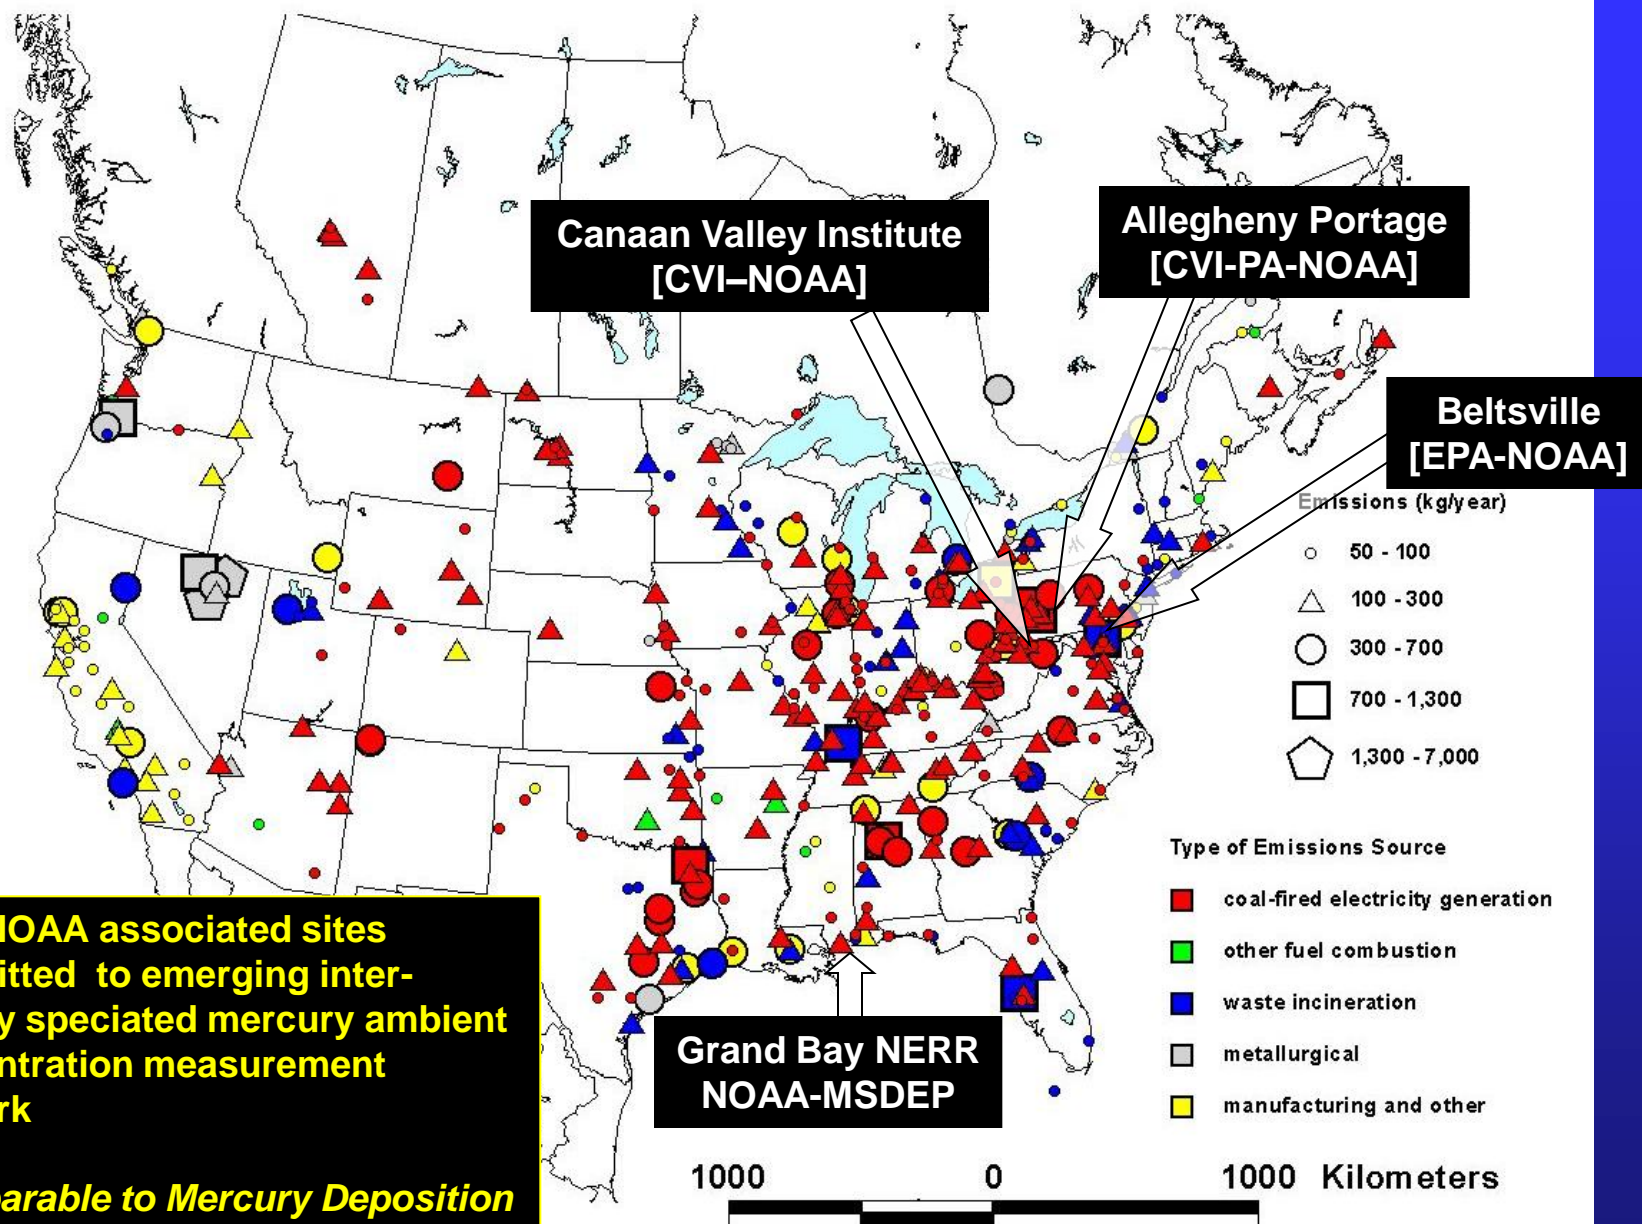 Canaan Valley Institute
[CVI–NOAA]
Allegheny Portage
[CVI-PA-NOAA]
Beltsville
[EPA-NOAA]
Emissions (kg/year)
50 - 100
100 - 300
300 - 700
700 - 1,300
1,300 - 7,000
Type of Emissions Source
coal-fired electricity generation
other fuel combustion
waste incineration
metallurgical
manufacturing and other
NOAA associated sites
itted to emerging inter-
y speciated mercury ambient
ntration measurement
rk
parable to Mercury Deposition
Grand Bay NERR
NOAA-MSDEP
1000 0 1000 Kilometers